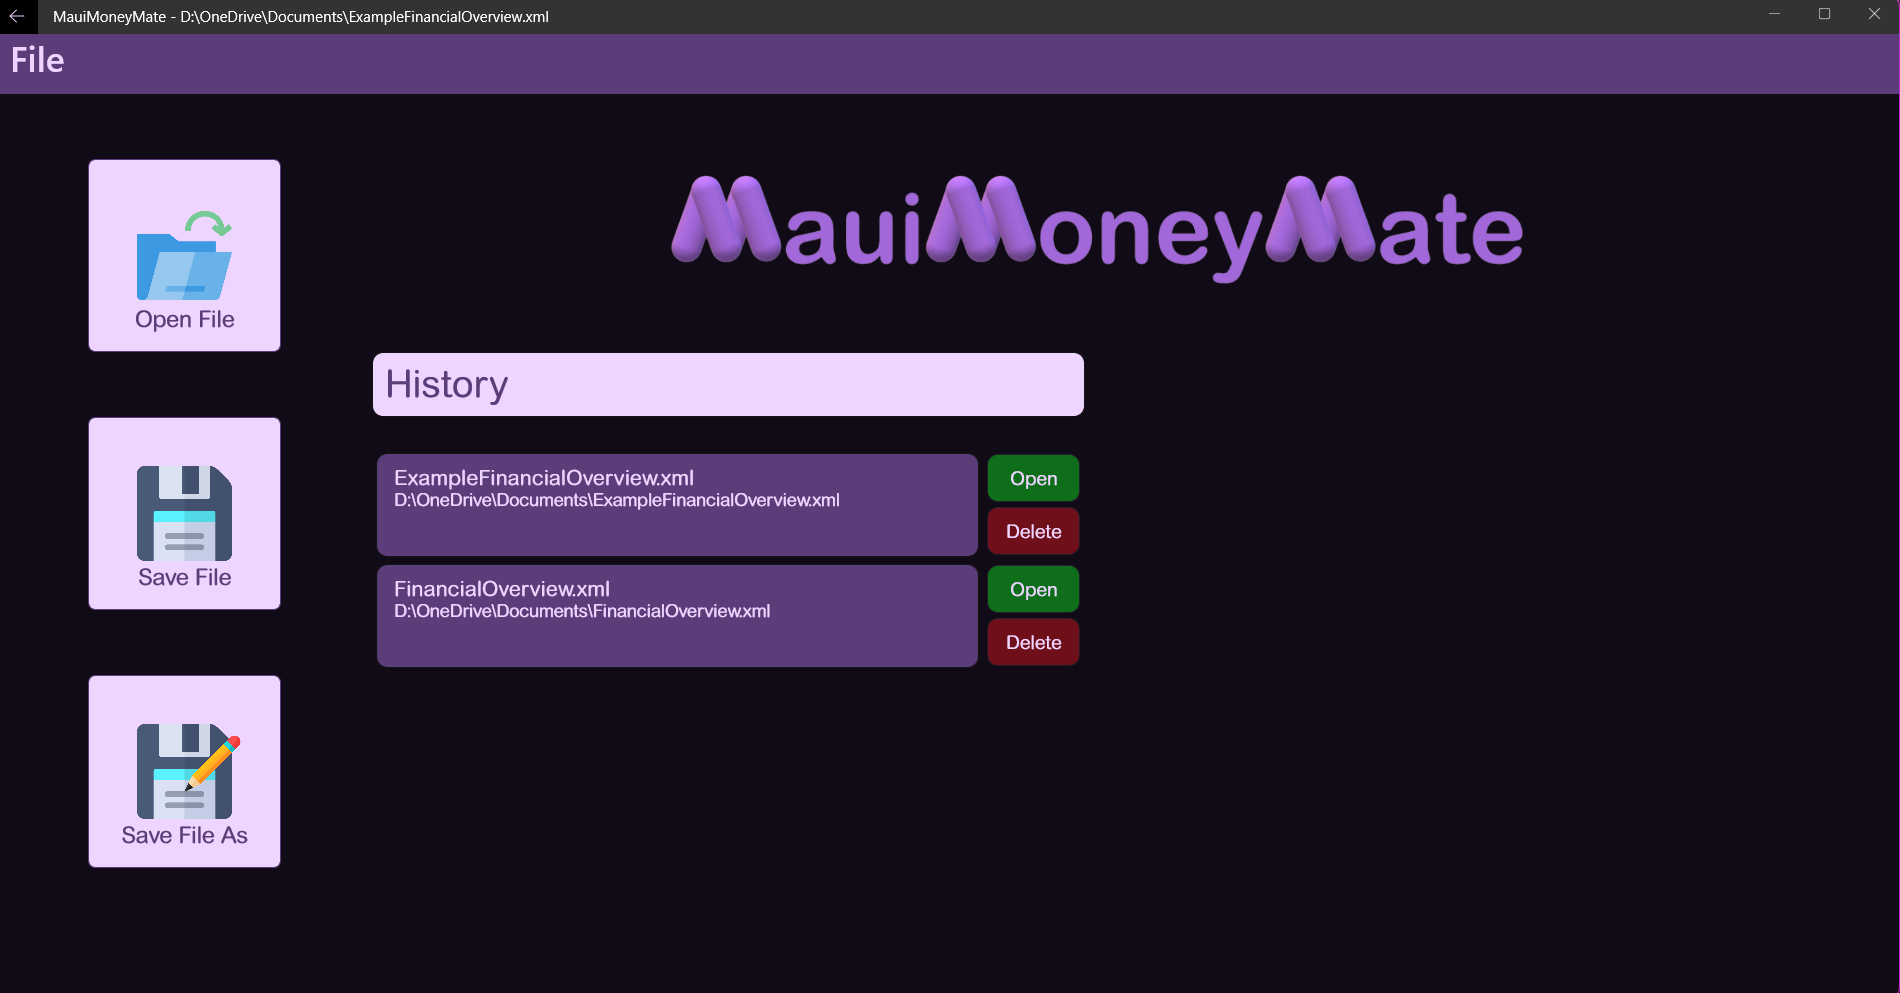 MauiMoneyMate - D:\OneDrive\Documents\ExampleFinancialOverview.xml
File
MauiMoneyMate
Open File
Save File
Save File As
History
ExampleFinancialOverview.xml
D:\OneDrive\Documents\ExampleFinancialOverview.xml
Open
Delete
FinancialOverview.xml
D:\OneDrive\Documents\FinancialOverview.xml
Open
Delete